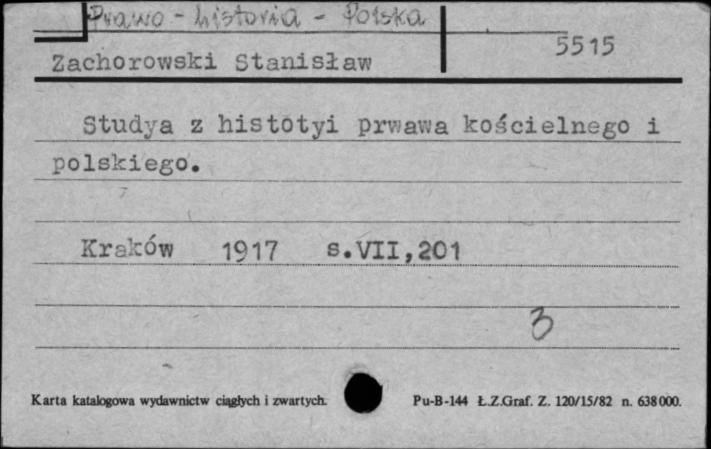 Prawo - historia - Polska
5515
Zachorowski Stanisław
Studya z histotyi prwawa kościelnego i
polskiego.
Kraków 1917 s.VII,201
3
Karta katalogowa wydawnictw ciągłych i zwartych.
Pu-B-144 Ł.Z.Graf. Z. 120/15/82 n. 638000.